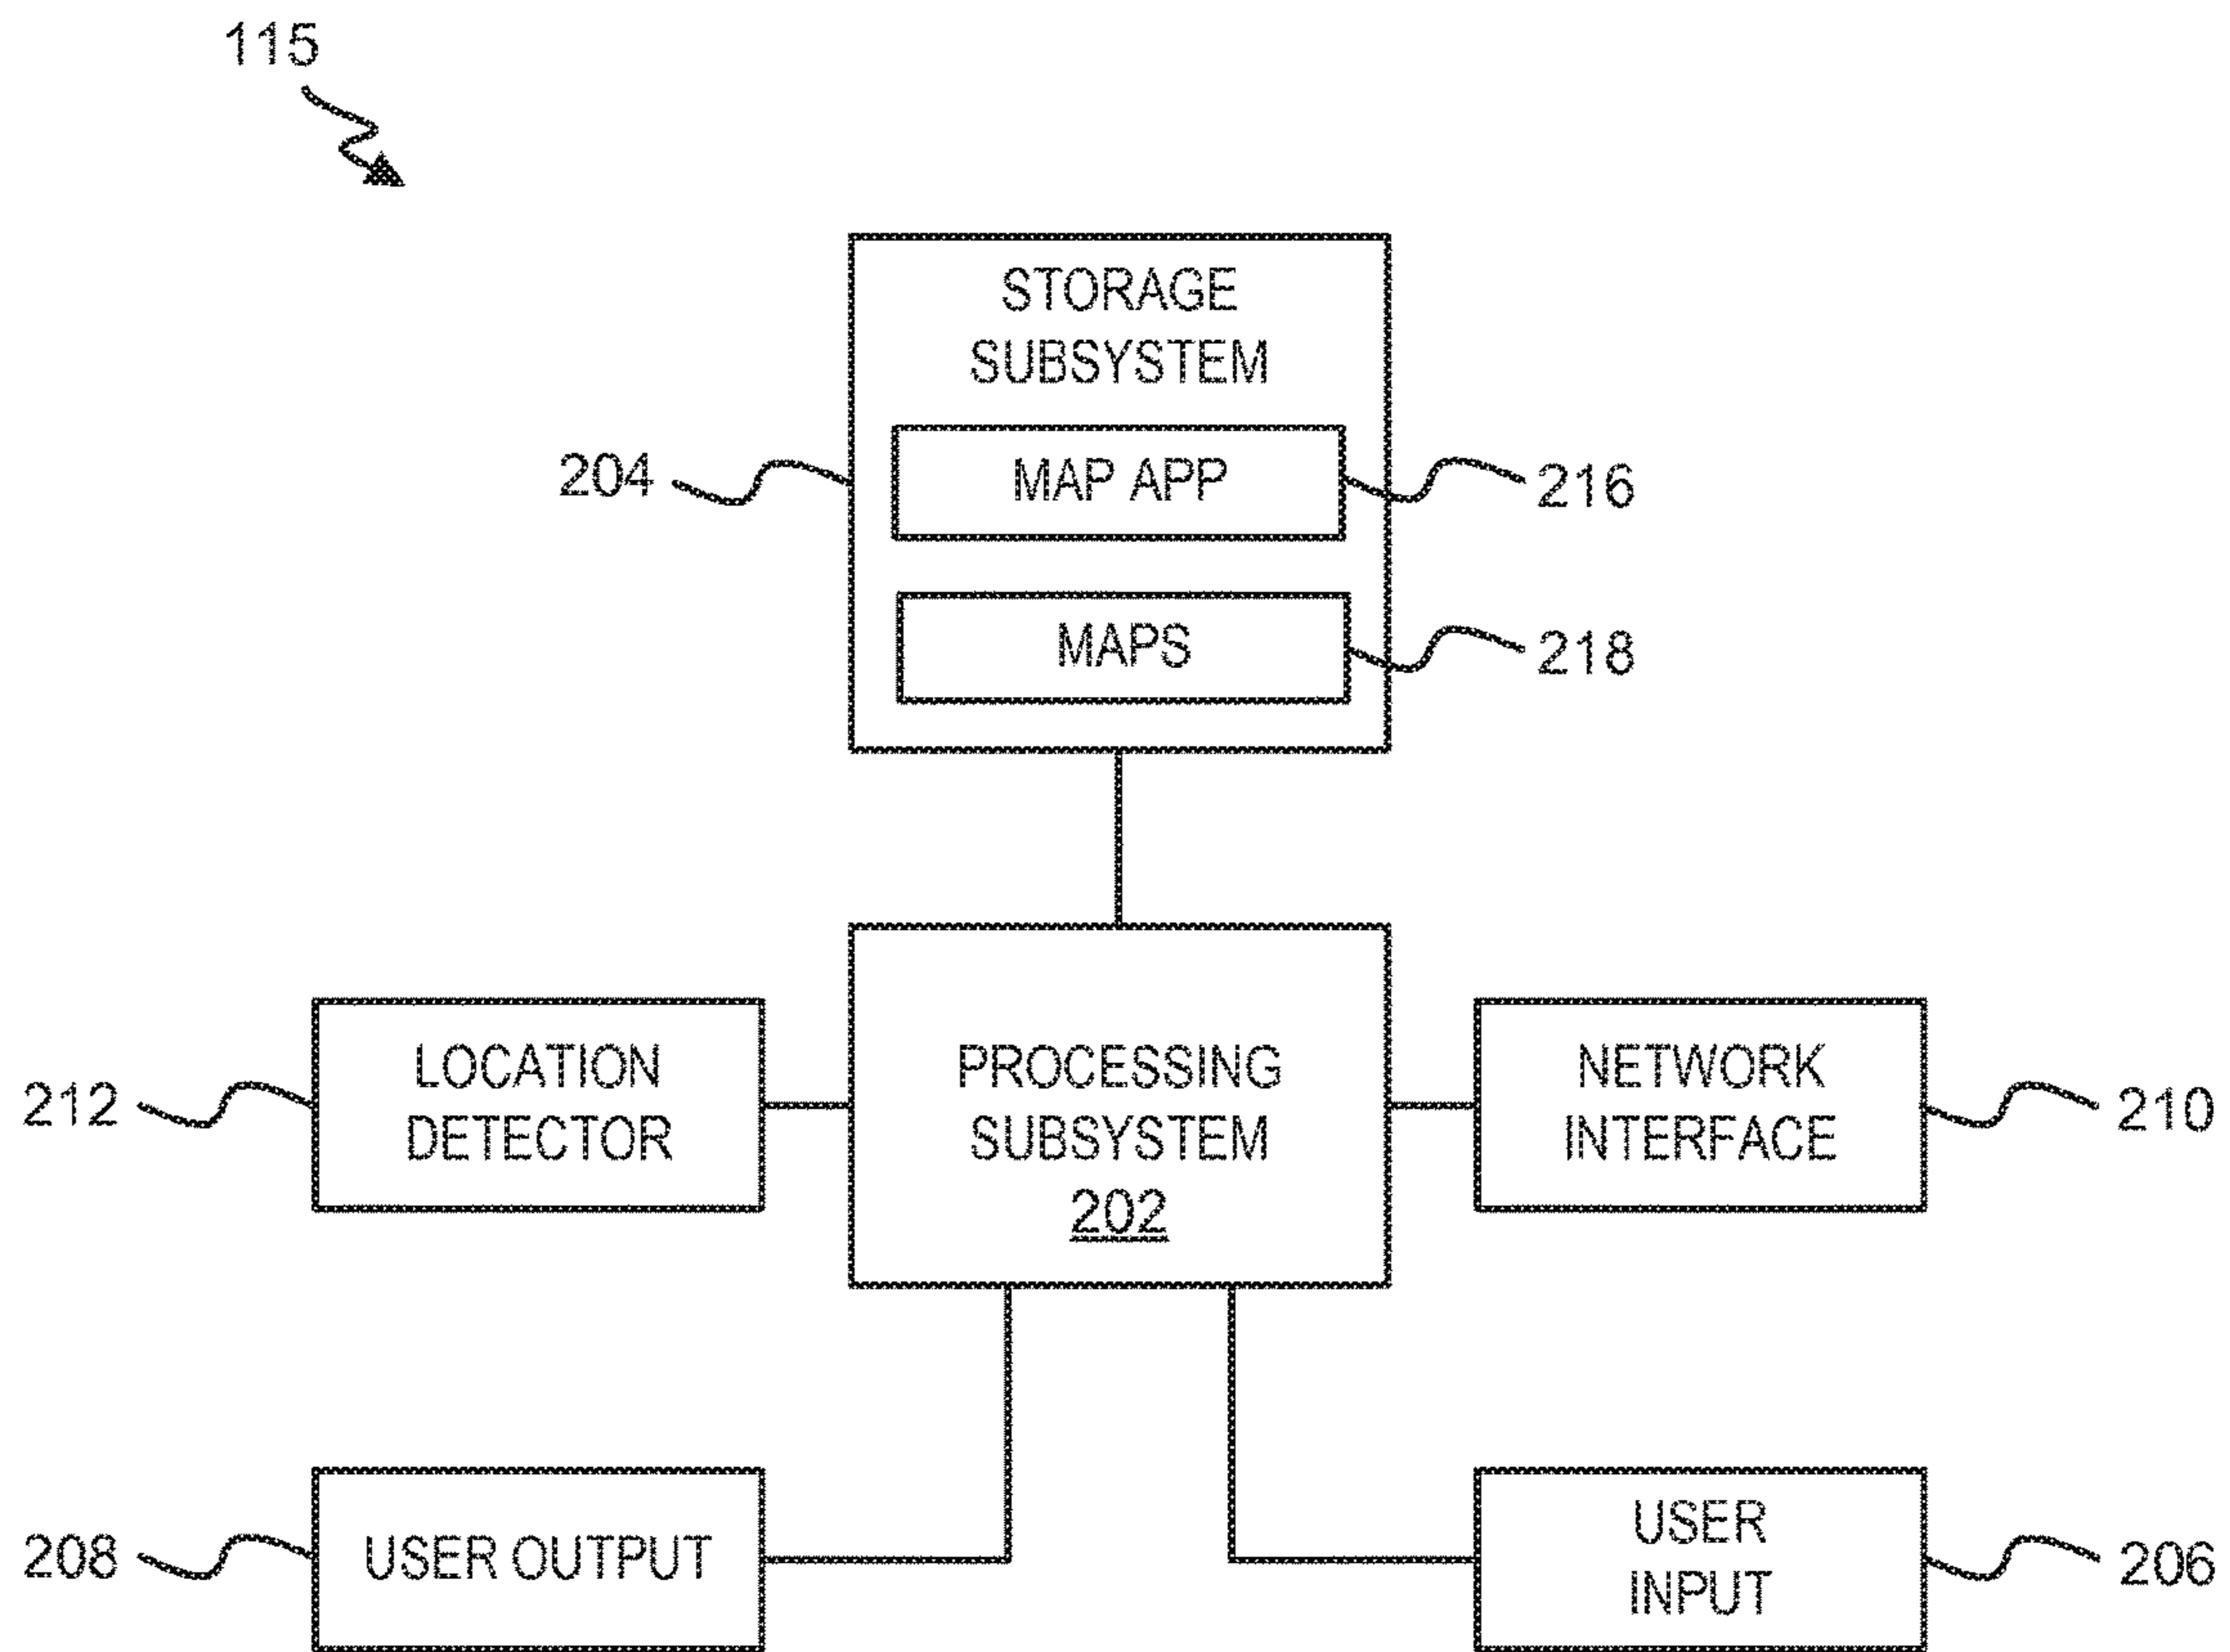 115
STORAGE
SUBSYSTEM
204
MAP APP
216
MAPS
218
LOCATION
DETECTOR
212
PROCESSING
SUBSYSTEM
202
NETWORK
INTERFACE
210
208
USER OUTPUT
USER
INPUT
206